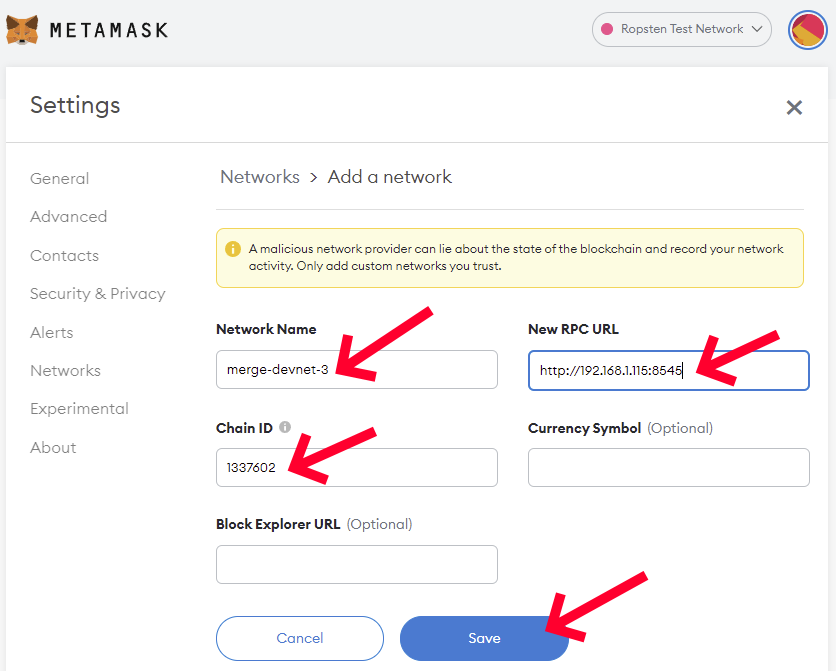 METAMASK
Ropsten Test Network
Settings
General
Advanced
Contacts
Security & Privacy
Alerts
Networks
Experimental
About
Networks > Add a network
A malicious network provider can lie about the state of the blockchain and record your network
activity. Only add custom networks you trust.
Network Name
New RPC URL
merge-devnet-3
http://192.168.1.115:8545
Chain ID
Currency Symbol (Optional)
1337602
Block Explorer URL (Optional)
Cancel
Save